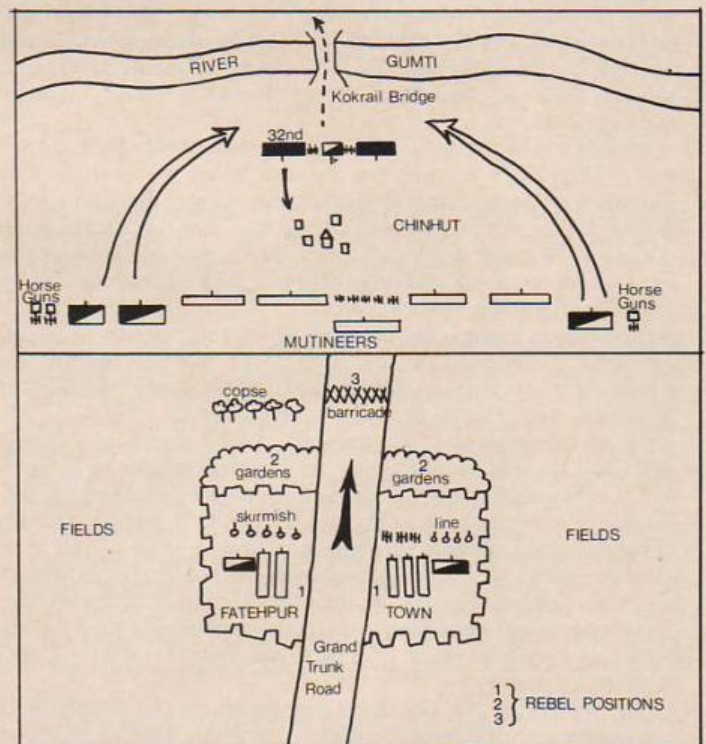 RIVER GUMTI
Kokrail Bridge
32nd
CHINHUT
Horse
Guns
Horse
Guns
MUTINEERS
copse
3
barricade
2
gardens
2
gardens
skirmish
line
FIELDS
FIELDS
1
1
FATEHPUR
TOWN
Grand
Trunk
Road
1
2
3
REBEL POSITIONS